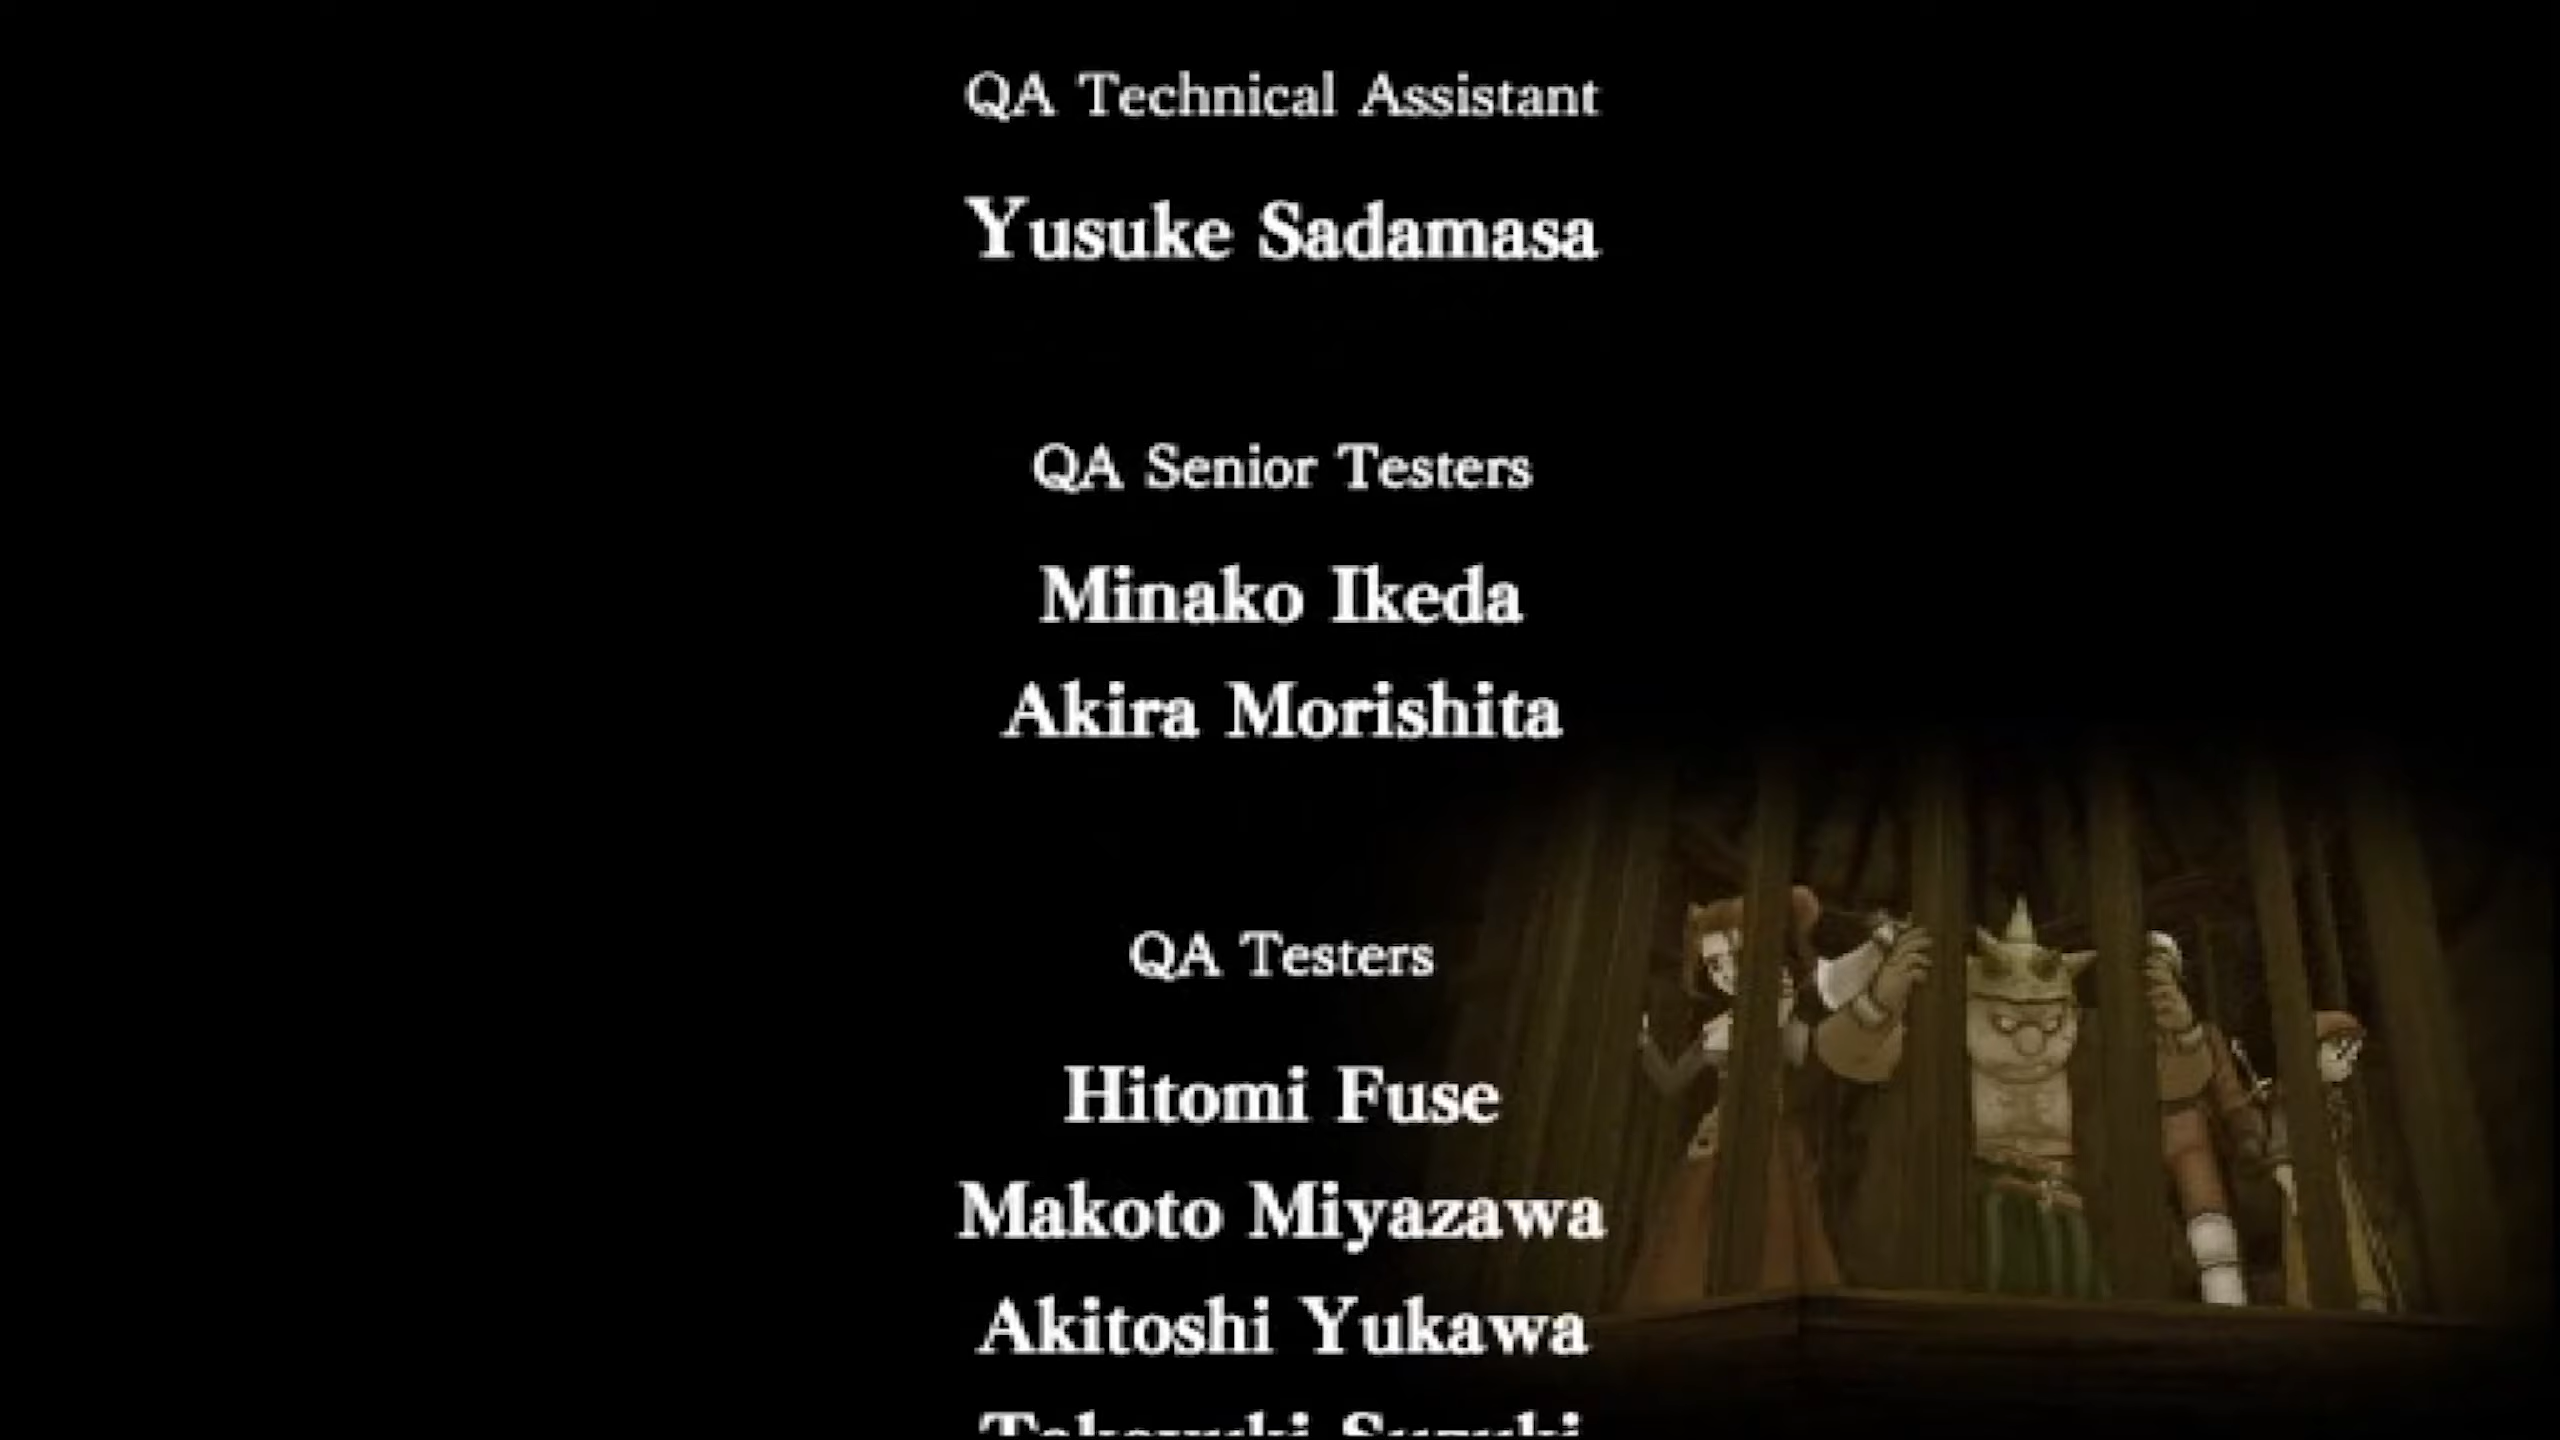 QA Technical Assistant
Yusuke Sadamasa
QA Senior Testers
Minako Ikeda
Akira Morishita
QA Testers
Hitomi Fuse
Makoto Miyazawa
Akitoshi Yukawa